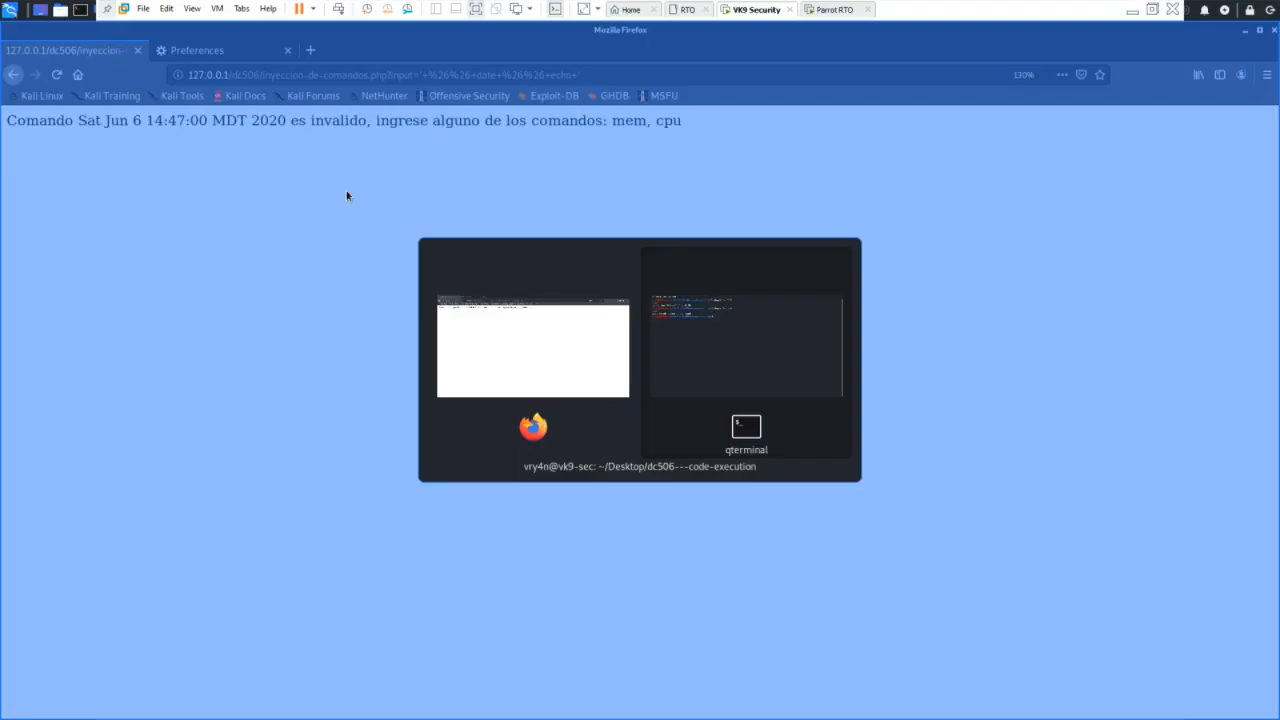 File Edit View VM Tabs Help Home RTO VK9 Security Parrot RTO
Mozilla Firefox
127.0.0.1/dc506/inyeccion- Preferences
127.0.0.1/dc506/inyeccion-de-comandos.php?input='+%26%26+date+%26%26+echo+' 130%
Kali Linux Kali Training Kali Tools Kali Docs Kali Forums NetHunter Offensive Security Exploit-DB GHDB MSFU
Comando Sat Jun 6 14:47:00 MDT 2020 es invalido, ingrese alguno de los comandos: mem, cpu
$_
qterminal
vry4n@vk9-sec: ~/Desktop/dc506---code-execution